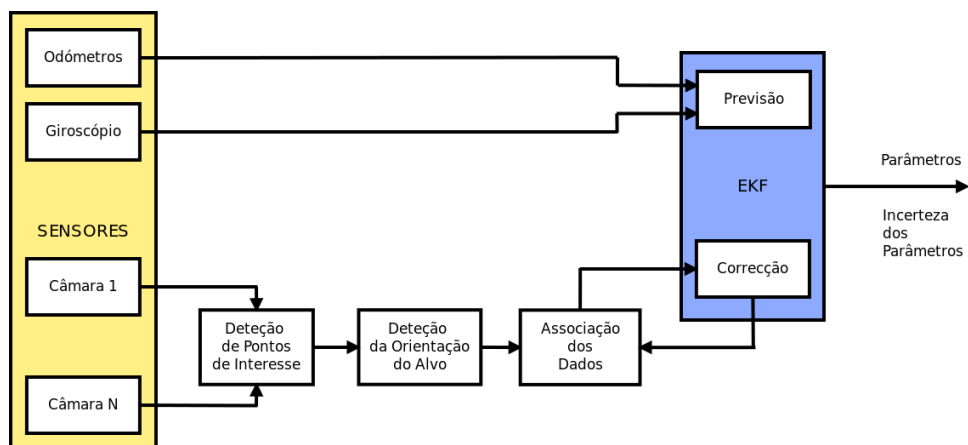 Odómetros
Giroscópio
SENSORES
Câmara 1
Câmara N
Deteção
de Pontos
de Interesse
Deteção
da Orientação
do Alvo
Associação
dos
Dados
Previsão
EKF
Correcção
Parâmetros
Incerteza
dos
Parâmetros